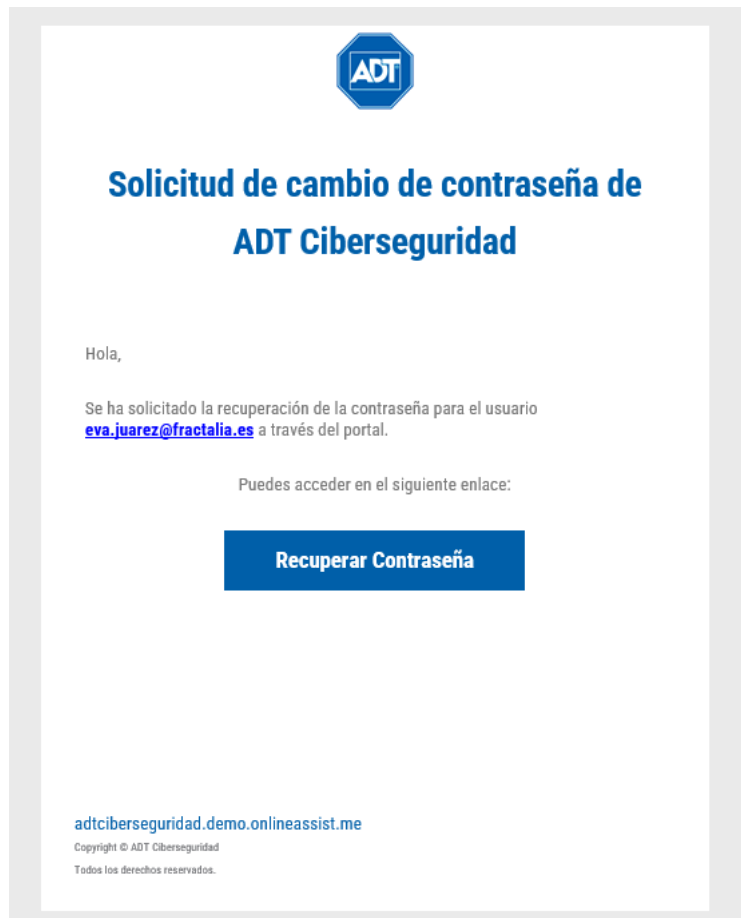 ADT
Solicitud de cambio de contraseña de
ADT Ciberseguridad
Hola,
Se ha solicitado la recuperación de la contraseña para el usuario
eva.juarez@fractalia.es a través del portal.
Puedes acceder en el siguiente enlace:
Recuperar Contraseña
adtciberseguridad.demo.onlineassist.me
Copyright © ADT Ciberseguridad
Todos los derechos reservados.